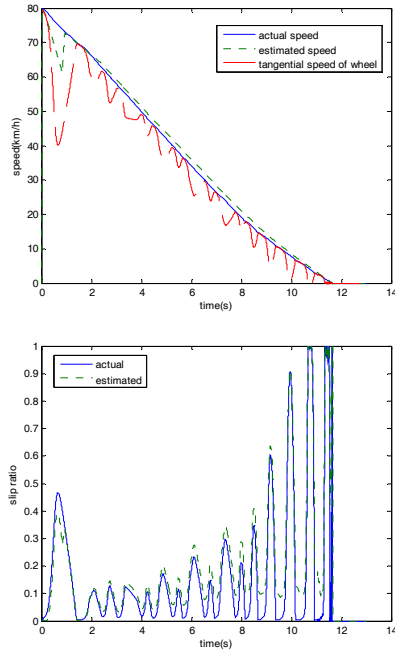 80
70
60
50
40
30
20
10
0
speed(km/h)
actual speed
estimated speed
tangential speed of wheel
0 2 4 6 8 10 12 14
time(s)
1
0.9
0.8
0.7
0.6
0.5
0.4
0.3
0.2
0.1
0
slip ratio
actual
estimated
0 2 4 6 8 10 12 14
time(s)